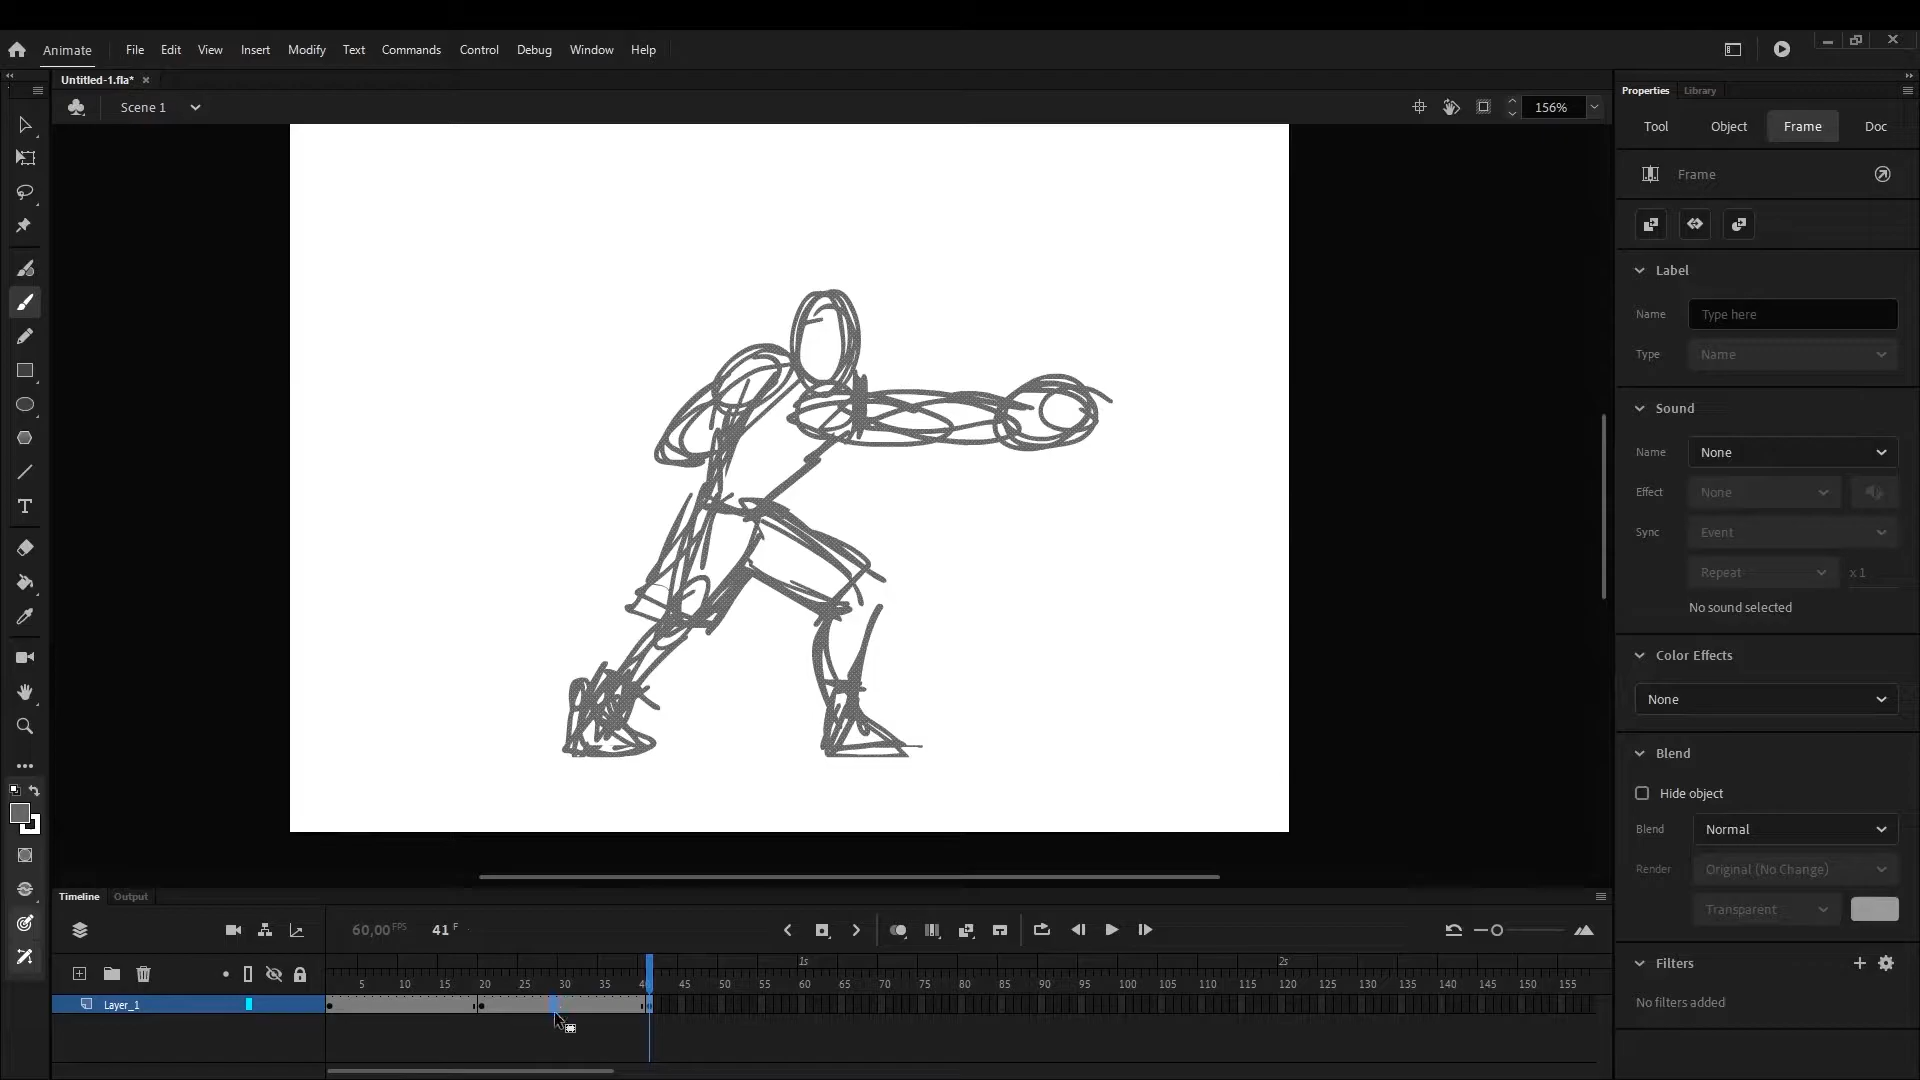 Animate File Edit View Insert Modify Text Commands Control Debug Window Help
Untitled-1.fla* ×
Scene 1 156%
Properties Library
Tool Object Frame Doc
Frame
Label
Name Type here
Type Name
Sound
Name None
Effect None
Sync Event
Repeat x 1
No sound selected
Color Effects
None
Blend
Hide object
Blend Normal
Render Original (No Change)
Transparent
Filters
No filters added
T
Timeline Output
60,00 FPS 41 F
1s 2s
5 10 15 20 25 30 35 40 45 50 55 60 65 70 75 80 85 90 95 100 105 110 115 120 125 130 135 140 145 150 155
Layer_1